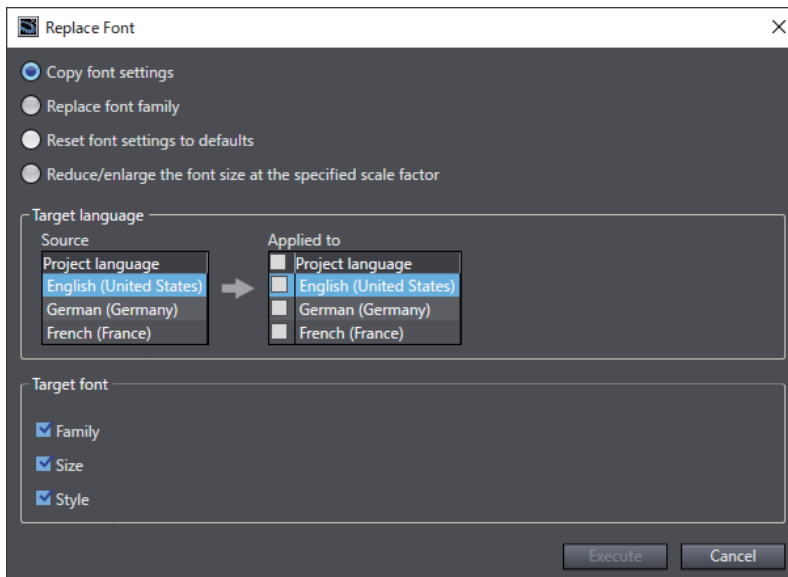 Replace Font
Copy font settings
Replace font family
Reset font settings to defaults
Reduce/enlarge the font size at the specified scale factor
Target language
Source
Applied to
Project language
Project language
English (United States)
English (United States)
German (Germany)
German (Germany)
French (France)
French (France)
Target font
Family
Size
Style
Execute
Cancel